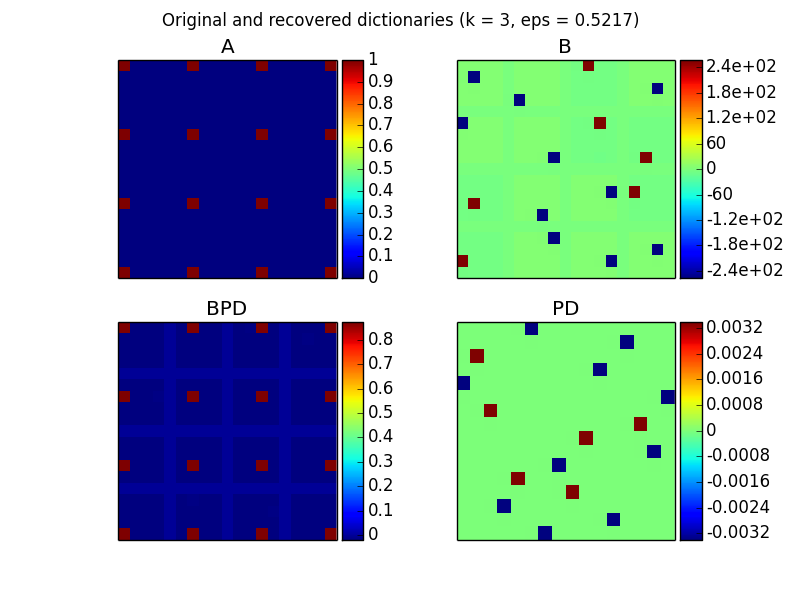 Original and recovered dictionaries (k = 3, eps = 0.5217)
A
B
1
0.9
0.8
0.7
0.6
0.5
0.4
0.3
0.2
0.1
0
2.4e+02
1.8e+02
1.2e+02
60
0
-60
-1.2e+02
-1.8e+02
-2.4e+02
BPD
PD
0.8
0.7
0.6
0.5
0.4
0.3
0.2
0.1
0
0.0032
0.0024
0.0016
0.0008
0
-0.0008
-0.0016
-0.0024
-0.0032